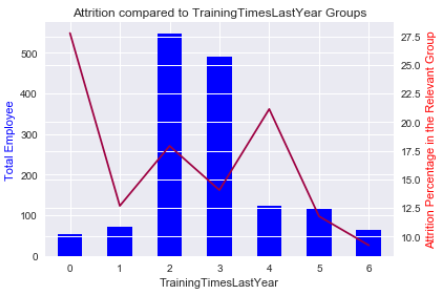 Attrition compared to TrainingTimesLastYear Groups
Total Employee
500
400
300
200
100
0
27.5
25.0
22.5
20.0
17.5
15.0
12.5
10.0
Attrition Percentage in the Relevant Group
0 1 2 3 4 5 6
TrainingTimesLastYear